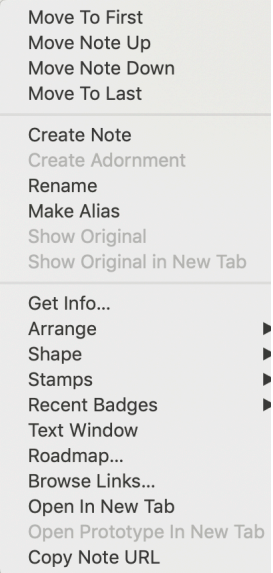 Move To First
Move Note Up
Move Note Down
Move To Last
Create Note
Create Adornment
Rename
Make Alias
Show Original
Show Original in New Tab
Get Info...
Arrange
Shape
Stamps
Recent Badges
Text Window
Roadmap...
Browse Links...
Open In New Tab
Open Prototype In New Tab
Copy Note URL